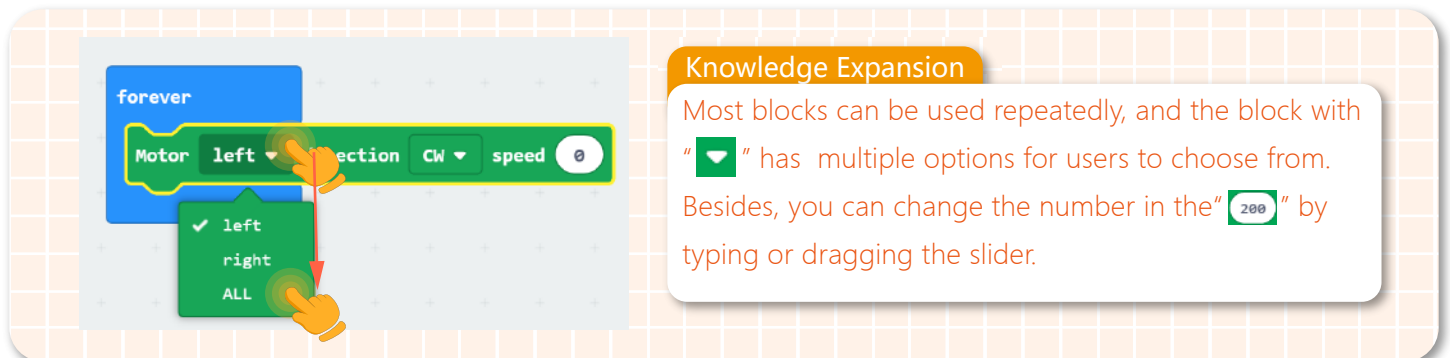 forever
Motor left ection CW speed 0
left
right
ALL
Knowledge Expansion
Most blocks can be used repeatedly, and the block with
“ ” has multiple options for users to choose from.
Besides, you can change the number in the“ 200 ” by
typing or dragging the slider.